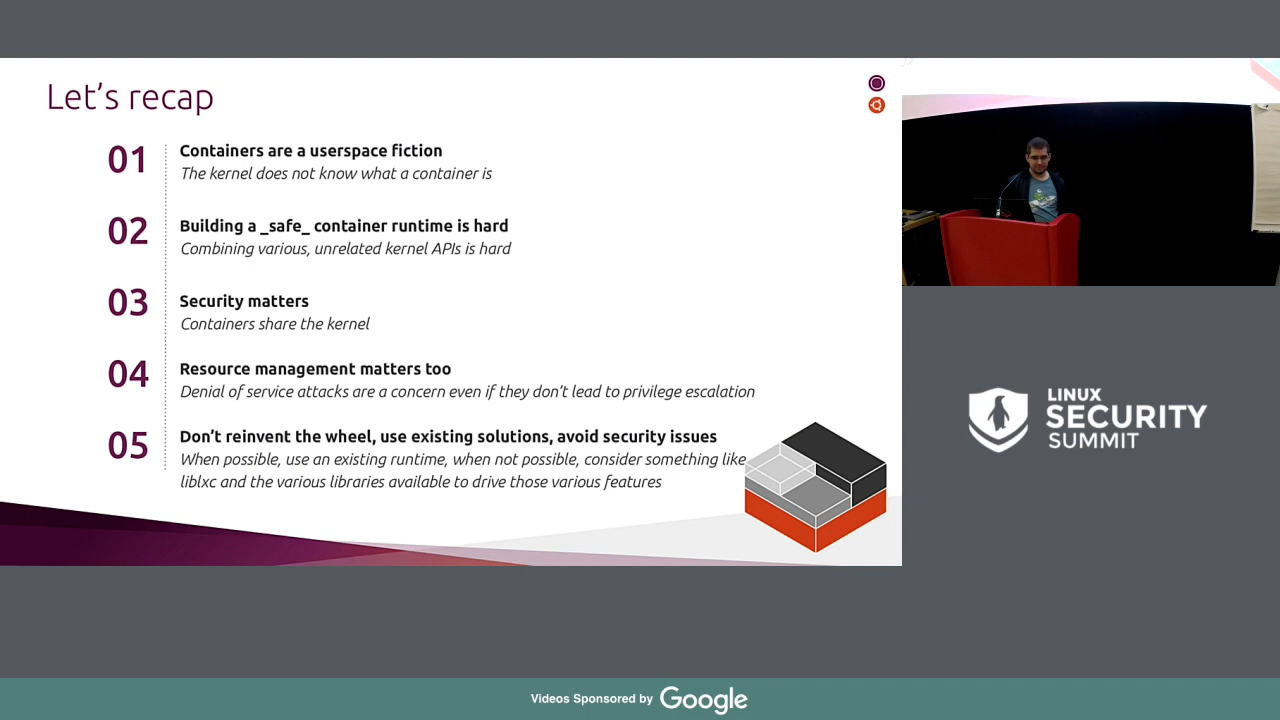 Let's recap
01
Containers are a userspace fiction
The kernel does not know what a container is
02
Building a _safe_ container runtime is hard
Combining various, unrelated kernel APIs is hard
03
Security matters
Containers share the kernel
04
Resource management matters too
Denial of service attacks are a concern even if they don't lead to privilege escalation
05
Don't reinvent the wheel, use existing solutions, avoid security issues
When possible, use an existing runtime, when not possible, consider something like
liblxc and the various libraries available to drive those various features
LINUX
SECURITY
SUMMIT
Videos Sponsored by Google